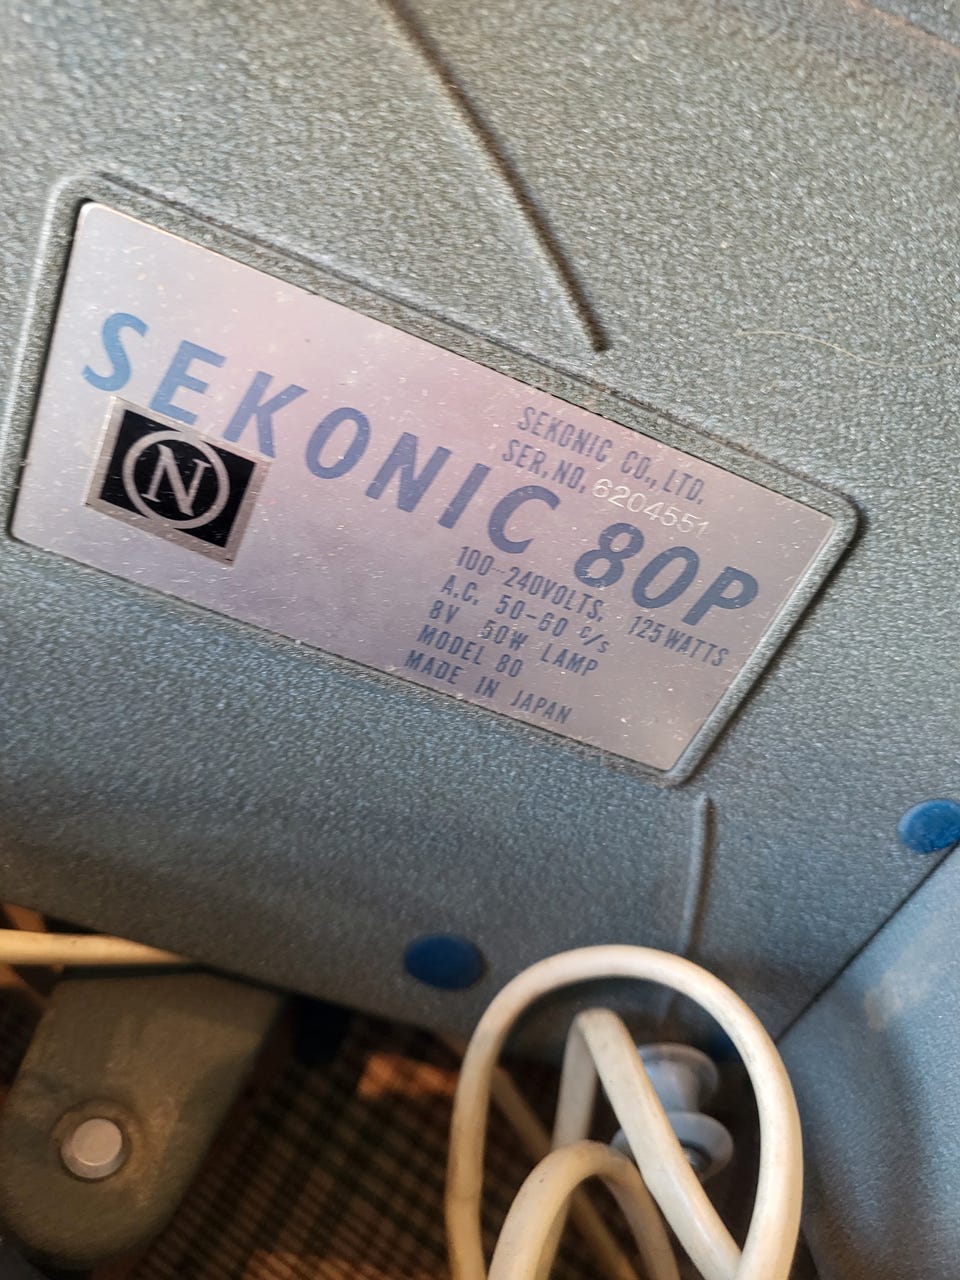 SEKONIC 80P
N
SEKONIC CO., LTD.
SER. NO. 6204551
100-240VOLTS. 125WATTS
A.C. 50-60 c/s
8V 50W LAMP
MODEL 80
MADE IN JAPAN